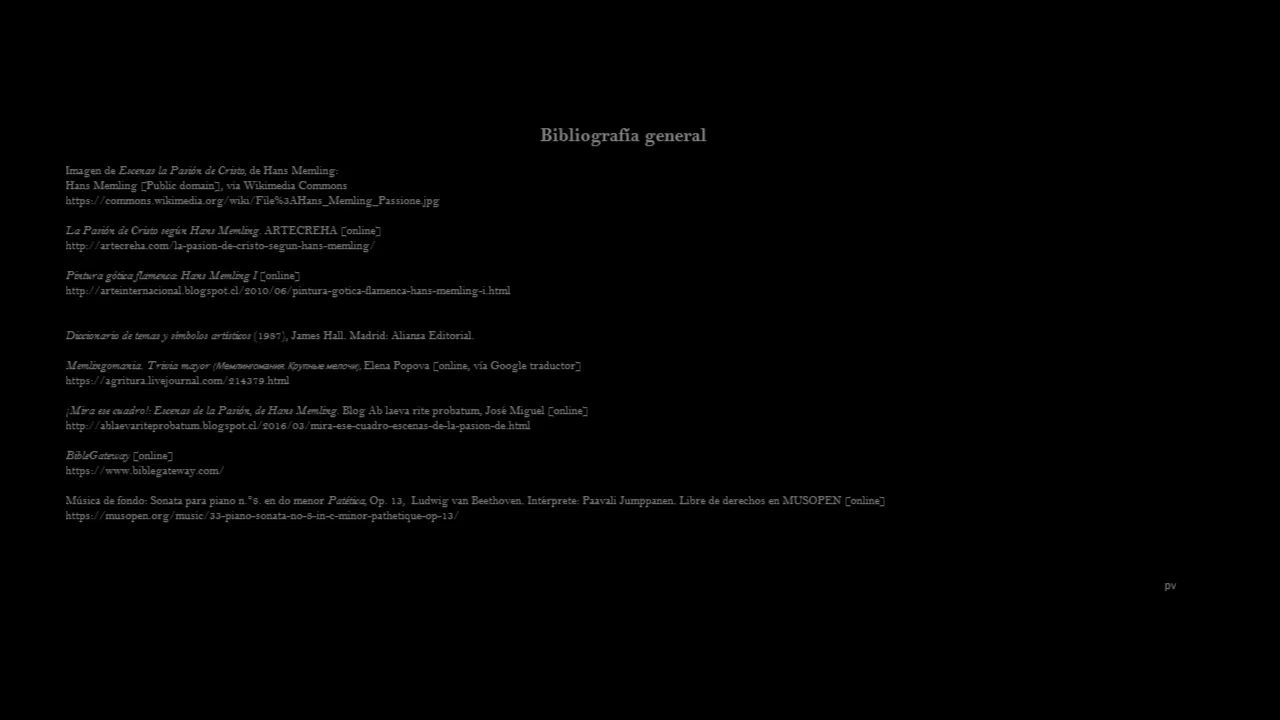 Bibliografía general
Imagen de Escenas la Pasión de Cristo, de Hans Memling:
Hans Memling [Public domain], via Wikimedia Commons
https://commons.wikimedia.org/wiki/File%3AHans_Memling_Passione.jpg
La Pasión de Cristo según Hans Memling. ARTECREHA [online]
http://artecreha.com/la-pasion-de-cristo-segun-hans-memling/
Pintura gótica flamenca: Hans Memling I [online]
http://arteinternacional.blogspot.cl/2010/06/pintura-gotica-flamenca-hans-memling-i.html
Diccionario de temas y símbolos artísticos (1987), James Hall. Madrid: Alianza Editorial.
Memlingomania. Trivia mayor (Мемлингомания. Крупные мелочи), Elena Popova [online, vía Google traductor]
https://agritura.livejournal.com/214379.html
¡Mira ese cuadro!: Escenas de la Pasión, de Hans Memling. Blog Ab laeva rite probatum, José Miguel [online]
http://ablaevariteprobatum.blogspot.cl/2016/03/mira-ese-cuadro-escenas-de-la-pasion-de.html
BibleGateway [online]
https://www.biblegateway.com/
Música de fondo: Sonata para piano n.°8. en do menor Patética, Op. 13, Ludwig van Beethoven. Intérprete: Paavali Jumppanen. Libre de derechos en MUSOPEN [online]
https://musopen.org/music/33-piano-sonata-no-8-in-c-minor-pathetique-op-13/
pv